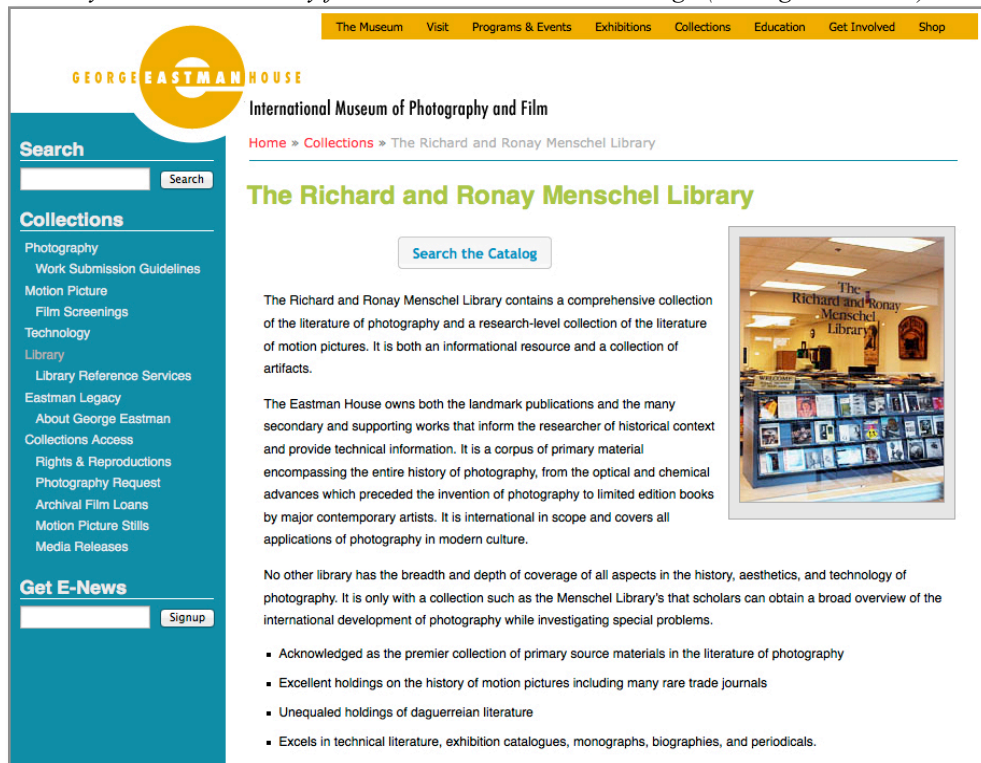 The Museum Visit Programs & Events Exhibitions Collections Education Get Involved Shop
GEORGE EASTMAN HOUSE
International Museum of Photography and Film
Home » Collections » The Richard and Ronay Menschel Library
Search
Search
Collections
Photography
Work Submission Guidelines
Motion Picture
Film Screenings
Technology
Library
Library Reference Services
Eastman Legacy
About George Eastman
Collections Access
Rights & Reproductions
Photography Request
Archival Film Loans
Motion Picture Stills
Media Releases
Get E-News
Signup
The Richard and Ronay Menschel Library
Search the Catalog
The
Richard and Ronay
Menschel
Library
WELCOME
The Richard and Ronay Menschel Library contains a comprehensive collection
of the literature of photography and a research-level collection of the literature
of motion pictures. It is both an informational resource and a collection of
artifacts.
The Eastman House owns both the landmark publications and the many
secondary and supporting works that inform the researcher of historical context
and provide technical information. It is a corpus of primary material
encompassing the entire history of photography, from the optical and chemical
advances which preceded the invention of photography to limited edition books
by major contemporary artists. It is international in scope and covers all
applications of photography in modern culture.
No other library has the breadth and depth of coverage of all aspects in the history, aesthetics, and technology of
photography. It is only with a collection such as the Menschel Library's that scholars can obtain a broad overview of the
international development of photography while investigating special problems.
▪ Acknowledged as the premier collection of primary source materials in the literature of photography
▪ Excellent holdings on the history of motion pictures including many rare trade journals
▪ Unequaled holdings of daguerreian literature
▪ Excels in technical literature, exhibition catalogues, monographs, biographies, and periodicals.